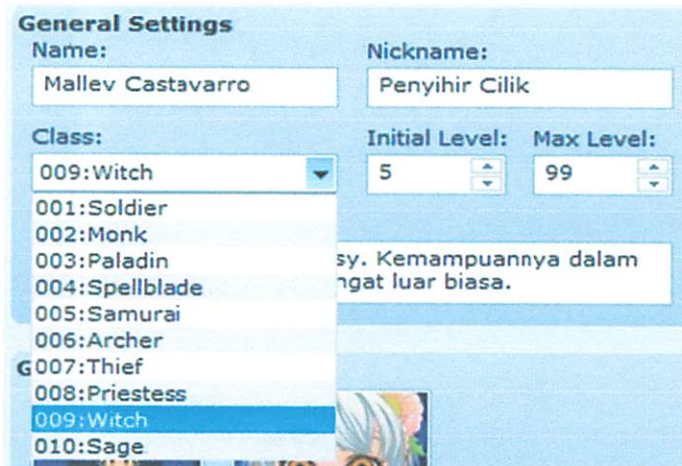 General Settings
Name: Nickname:
Mallev Castavarro Penyihir Cilik
Class: Initial Level: Max Level:
009:Witch 5 99
001:Soldier
002:Monk
003:Paladin sy. Kemampuannya dalam
004:Spellblade ngat luar biasa.
005:Samurai
006:Archer
G 007:Thief
008:Priestess
009:Witch
010:Sage